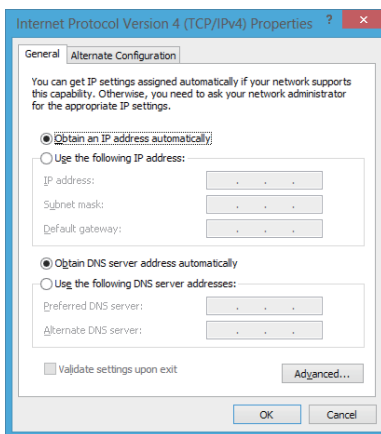 Internet Protocol Version 4 (TCP/IPv4) Properties ? ×
General Alternate Configuration
You can get IP settings assigned automatically if your network supports
this capability. Otherwise, you need to ask your network administrator
for the appropriate IP settings.
Obtain an IP address automatically
Use the following IP address:
IP address: . . .
Subnet mask: . . .
Default gateway: . . .
Obtain DNS server address automatically
Use the following DNS server addresses:
Preferred DNS server: . . .
Alternate DNS server: . . .
Validate settings upon exit
Advanced...
OK Cancel